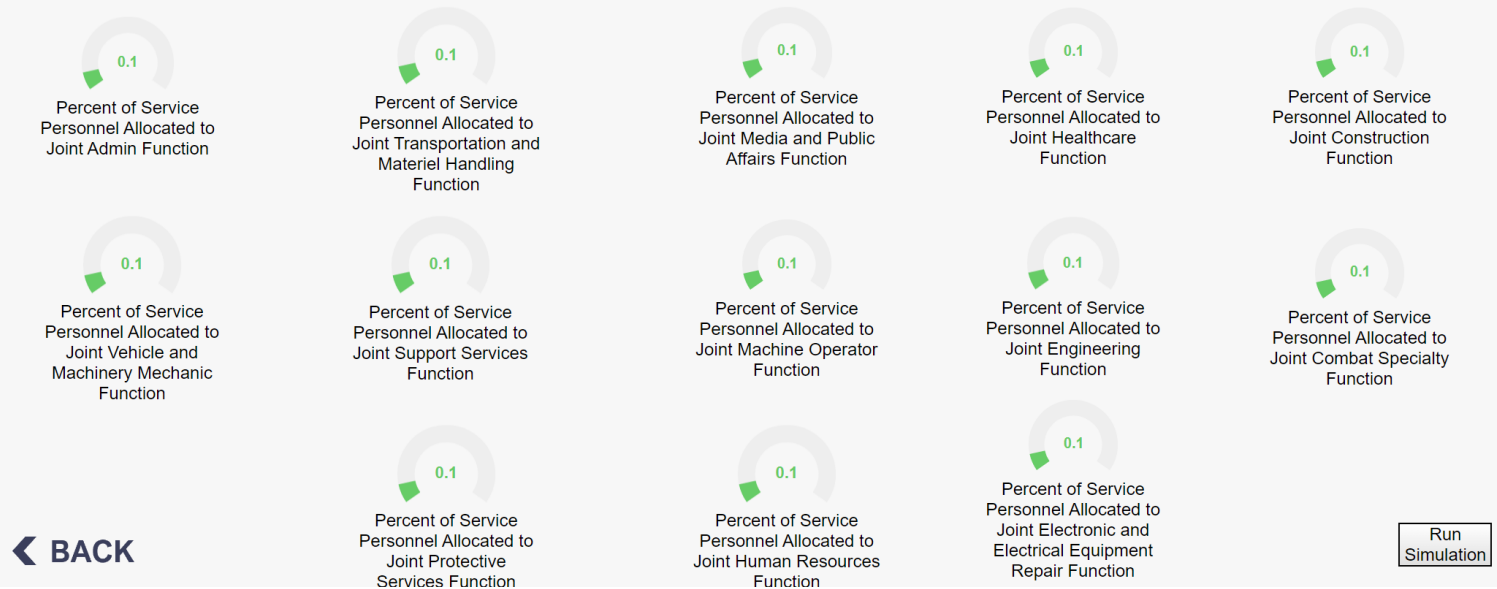 0.1
Percent of Service
Personnel Allocated to
Joint Admin Function
0.1
Percent of Service
Personnel Allocated to
Joint Transportation and
Materiel Handling
Function
0.1
Percent of Service
Personnel Allocated to
Joint Media and Public
Affairs Function
0.1
Percent of Service
Personnel Allocated to
Joint Healthcare
Function
0.1
Percent of Service
Personnel Allocated to
Joint Construction
Function
0.1
Percent of Service
Personnel Allocated to
Joint Vehicle and
Machinery Mechanic
Function
0.1
Percent of Service
Personnel Allocated to
Joint Support Services
Function
0.1
Percent of Service
Personnel Allocated to
Joint Machine Operator
Function
0.1
Percent of Service
Personnel Allocated to
Joint Engineering
Function
0.1
Percent of Service
Personnel Allocated to
Joint Combat Specialty
Function
0.1
Percent of Service
Personnel Allocated to
Joint Protective
Services Function
0.1
Percent of Service
Personnel Allocated to
Joint Human Resources
Function
0.1
Percent of Service
Personnel Allocated to
Joint Electronic and
Electrical Equipment
Repair Function
BACK
Run
Simulation